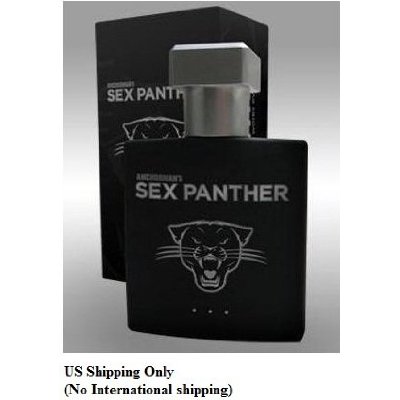 ANCHORMAN'S
SEX PANTHER
ANCHORMAN'S
SEX PANTHER
US Shipping Only
(No International shipping)